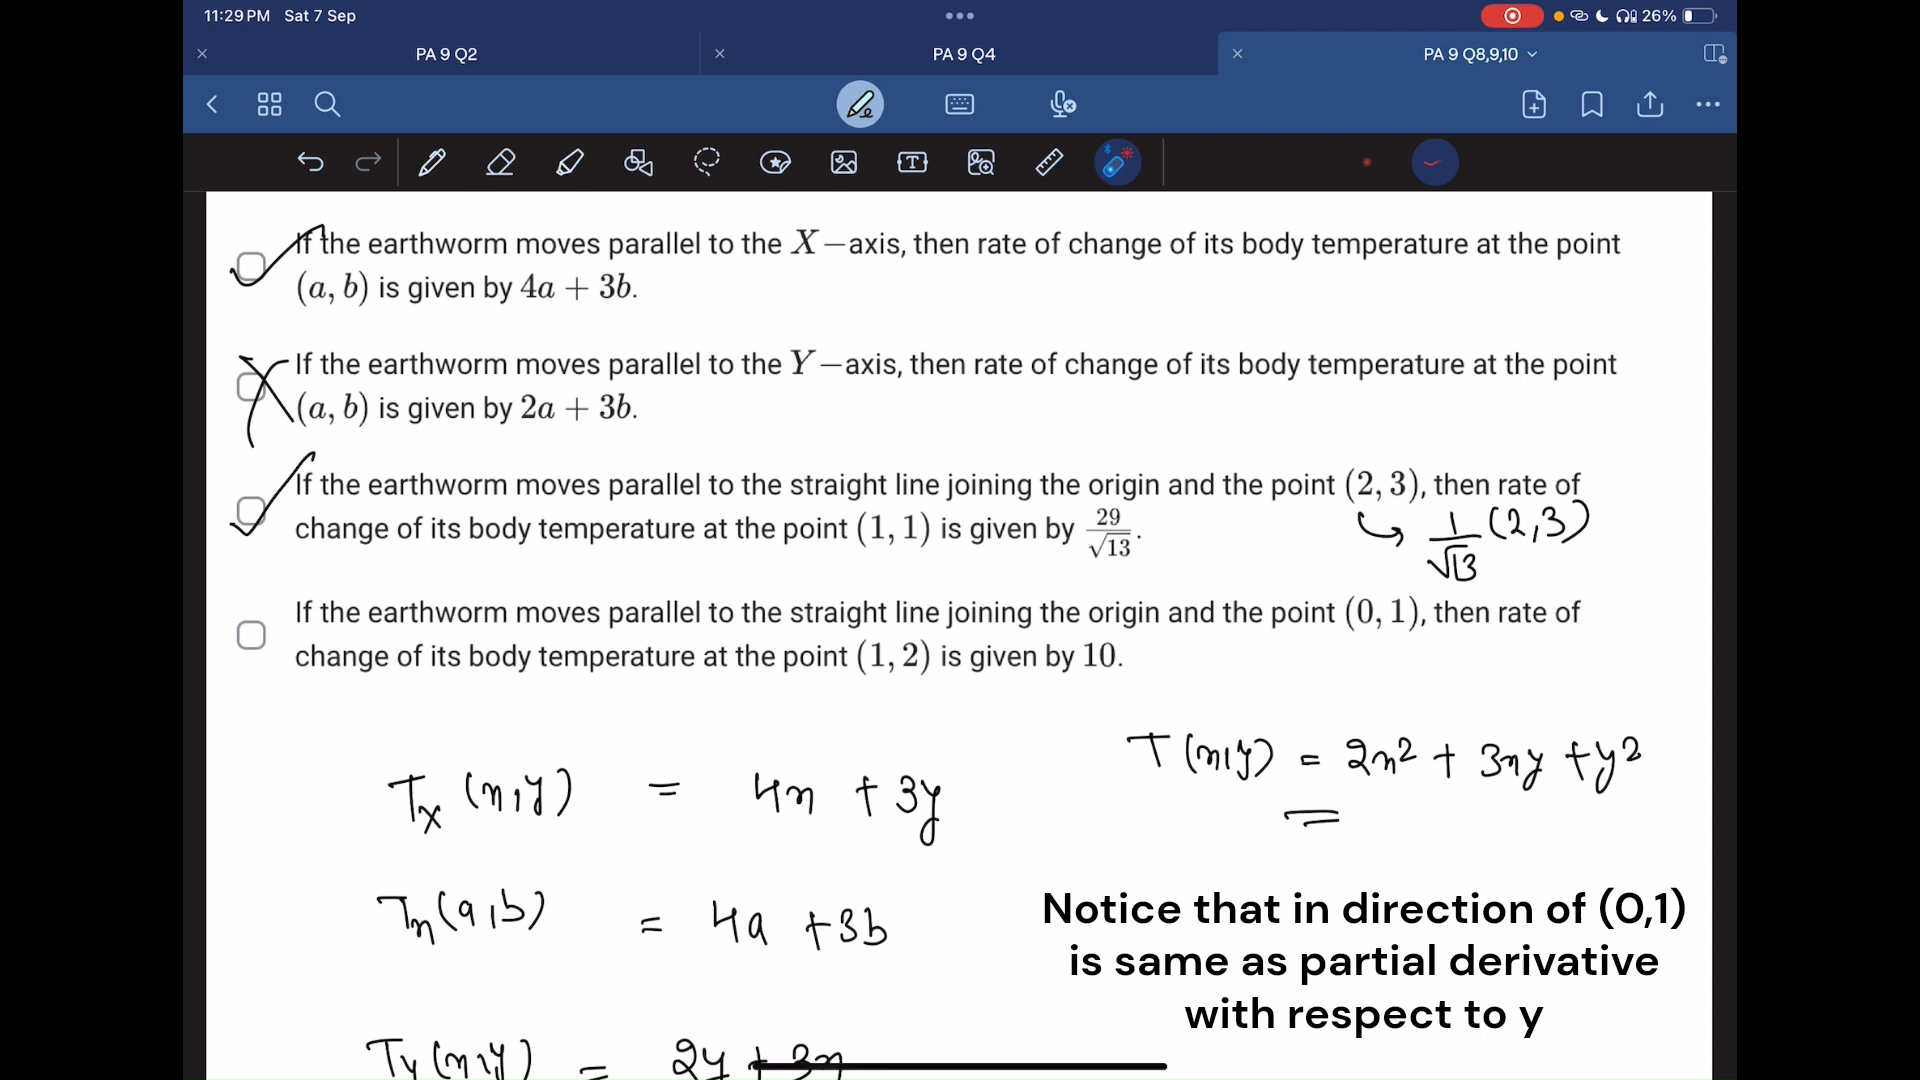 11:29 PM Sat 7 Sep
26%
PA 9 Q2
PA 9 Q4
PA 9 Q8,9,10
If the earthworm moves parallel to the X−axis, then rate of change of its body temperature at the point
(a, b) is given by 4a + 3b.
If the earthworm moves parallel to the Y−axis, then rate of change of its body temperature at the point
(a, b) is given by 2a + 3b.
If the earthworm moves parallel to the straight line joining the origin and the point (2, 3), then rate of
change of its body temperature at the point (1, 1) is given by 29/√13.
1/√13 (2,3)
If the earthworm moves parallel to the straight line joining the origin and the point (0, 1), then rate of
change of its body temperature at the point (1, 2) is given by 10.
T(x,y) = 2x² + 3xy + y²
Tx (x,y) = 4x + 3y
Tx(a,b) = 4a + 3b
Notice that in direction of (0,1)
is same as partial derivative
with respect to y
Ty (x,y) = 2y + 3x